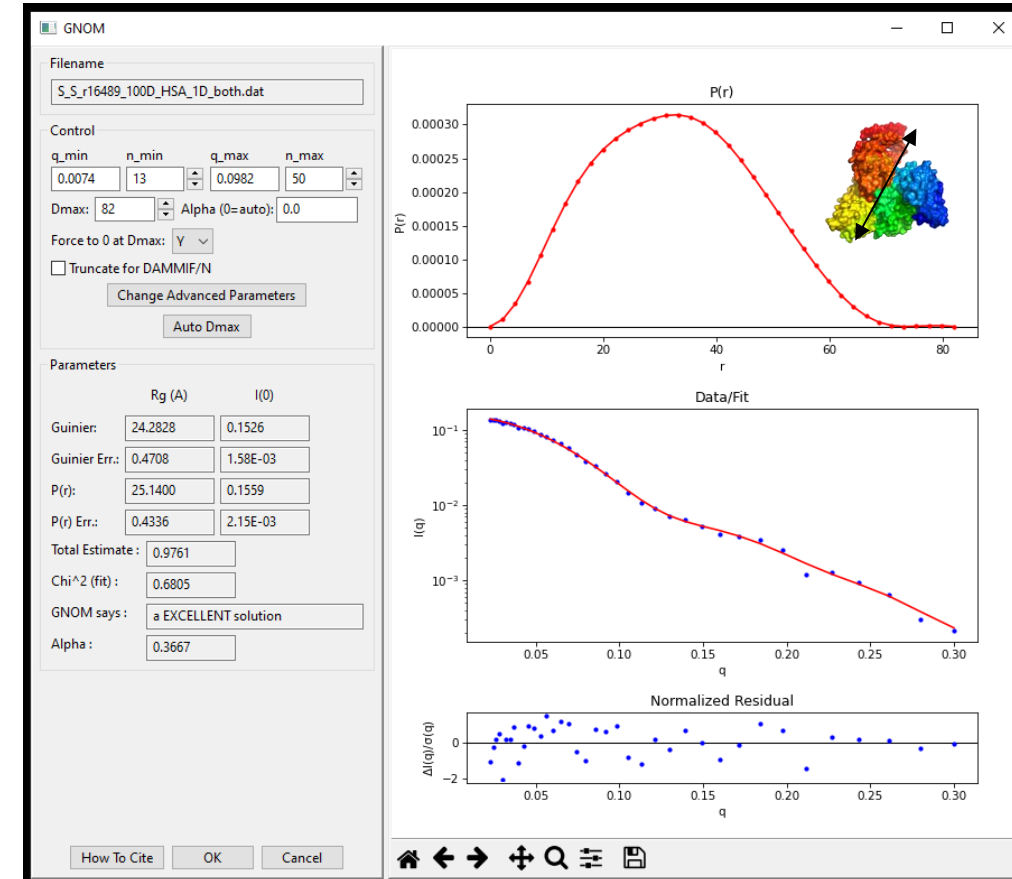 GNOM
Filename
S_S_r16489_100D_HSA_1D_both.dat
Control
q_min n_min q_max n_max
0.0074 13 0.0982 50
Dmax: 82 Alpha (0=auto): 0.0
Force to 0 at Dmax: Y
Truncate for DAMMIF/N
Change Advanced Parameters
Auto Dmax
Parameters
Rg (A) I(0)
Guinier: 24.2828 0.1526
Guinier Err.: 0.4708 1.58E-03
P(r): 25.1400 0.1559
P(r) Err.: 0.4336 2.15E-03
Total Estimate : 0.9761
Chi^2 (fit) : 0.6805
GNOM says : a EXCELLENT solution
Alpha : 0.3667
How To Cite OK Cancel
P(r)
P(r)
0.00030
0.00025
0.00020
0.00015
0.00010
0.00005
0.00000
0 20 40 60 80
r
Data/Fit
I(q)
10⁻¹
10⁻²
10⁻³
0.05 0.10 0.15 0.20 0.25 0.30
q
Normalized Residual
ΔI(q)/σ(q)
0
−2
0.05 0.10 0.15 0.20 0.25 0.30
q